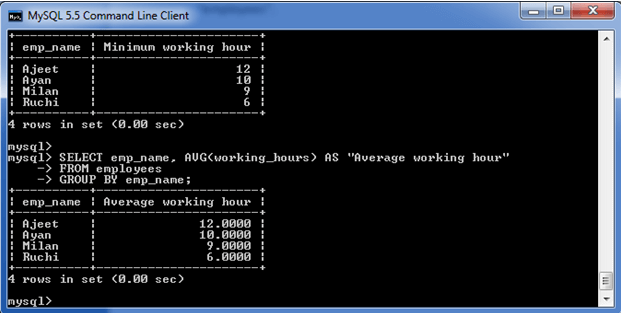 MySQL 5.5 Command Line Client
+----------+----------------------+
| emp_name | Minimum working hour |
+----------+----------------------+
| Ajeet    |                   12 |
| Ayan     |                   10 |
| Milan    |                    9 |
| Ruchi    |                    6 |
+----------+----------------------+
4 rows in set (0.00 sec)
mysql>
mysql> SELECT emp_name, AVG(working_hours) AS "Average working hour"
    -> FROM employees
    -> GROUP BY emp_name;
+----------+----------------------+
| emp_name | Average working hour |
+----------+----------------------+
| Ajeet    |              12.0000 |
| Ayan     |              10.0000 |
| Milan    |               9.0000 |
| Ruchi    |               6.0000 |
+----------+----------------------+
4 rows in set (0.00 sec)
mysql>